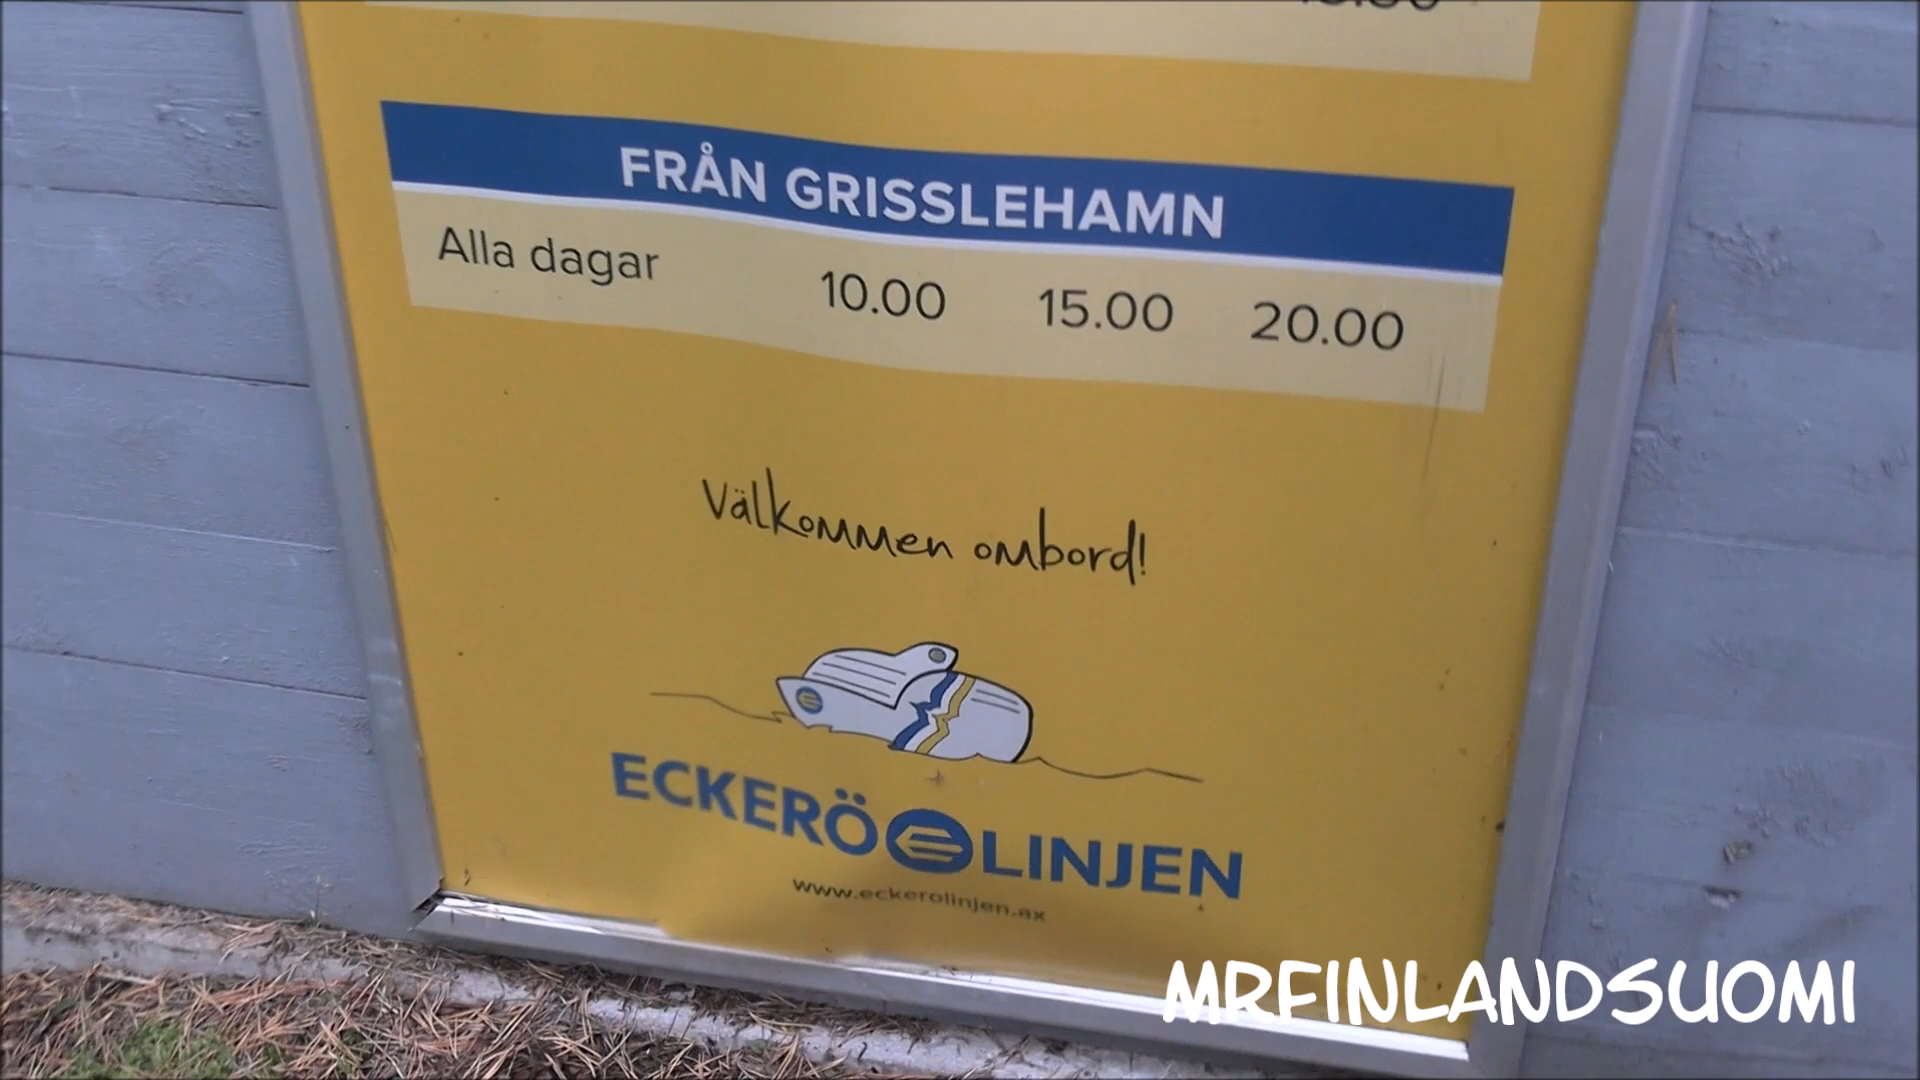 FRÅN GRISSLEHAMN
Alla dagar 10.00 15.00 20.00
Välkommen ombord!
ECKERÖ LINJEN
www.eckerolinjen.ax
MRFINLANDSUOMI